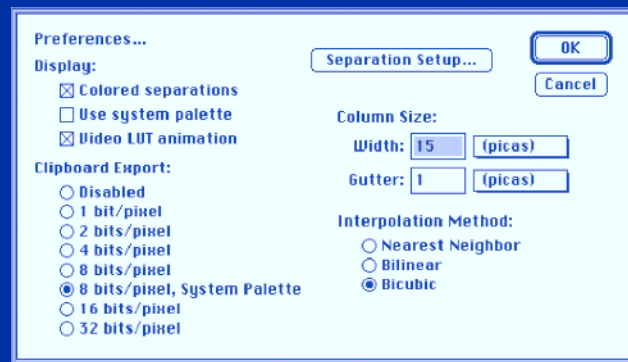 Preferences...
Separation Setup...
OK
Cancel
Display:
Colored separations
Use system palette
Video LUT animation
Column Size:
Width: 15 (picas)
Gutter: 1 (picas)
Clipboard Export:
Disabled
1 bit/pixel
2 bits/pixel
4 bits/pixel
8 bits/pixel
8 bits/pixel, System Palette
16 bits/pixel
32 bits/pixel
Interpolation Method:
Nearest Neighbor
Bilinear
Bicubic